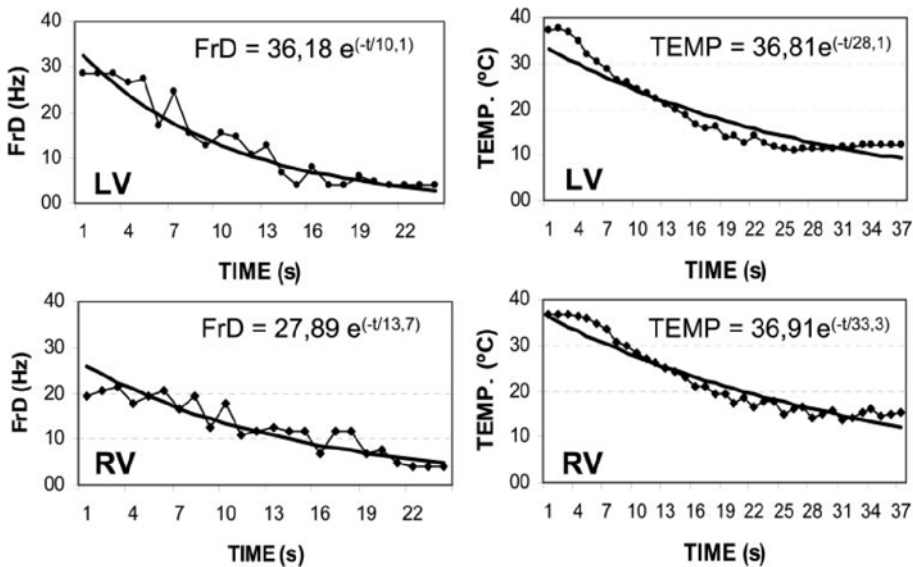 40
30
20
10
00
FrD (Hz)
FrD = 36,18 e(-t/10,1)
LV
1 4 7 10 13 16 19 22
TIME (s)
40
30
20
10
00
TEMP. (ºC)
TEMP = 36,81e(-t/28,1)
LV
1 4 7 10 13 16 19 22 25 28 31 34 37
TIME (s)
40
30
20
10
00
FrD (Hz)
FrD = 27,89 e(-t/13,7)
RV
1 4 7 10 13 16 19 22
TIME (s)
40
30
20
10
00
TEMP. (ºC)
TEMP = 36,91e(-t/33,3)
RV
1 4 7 10 13 16 19 22 25 28 31 34 37
TIME (s)